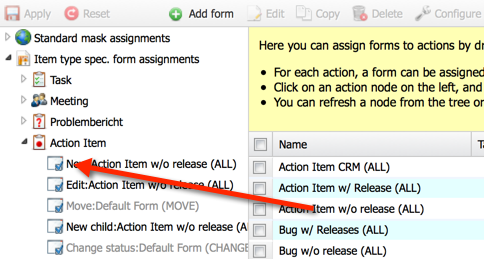 Apply Reset Add form Edit Copy Delete Configure
Standard mask assignments
Item type spec. form assignments
Task
Meeting
Problembericht
Action Item
New:Action Item w/o release (ALL)
Edit:Action Item w/o release (ALL)
Move:Default Form (MOVE)
New child:Action Item w/o release (A
Change status:Default Form (CHANG
Here you can assign forms to actions by dr
For each action, a form can be assigned
Click on an action node on the left, and
You can refresh a node from the tree or
Name Ta
Action Item CRM (ALL)
Action Item w/ Release (ALL)
Action Item w/o release (ALL)
Bug w/ Releases (ALL)
Bug w/o release (ALL)